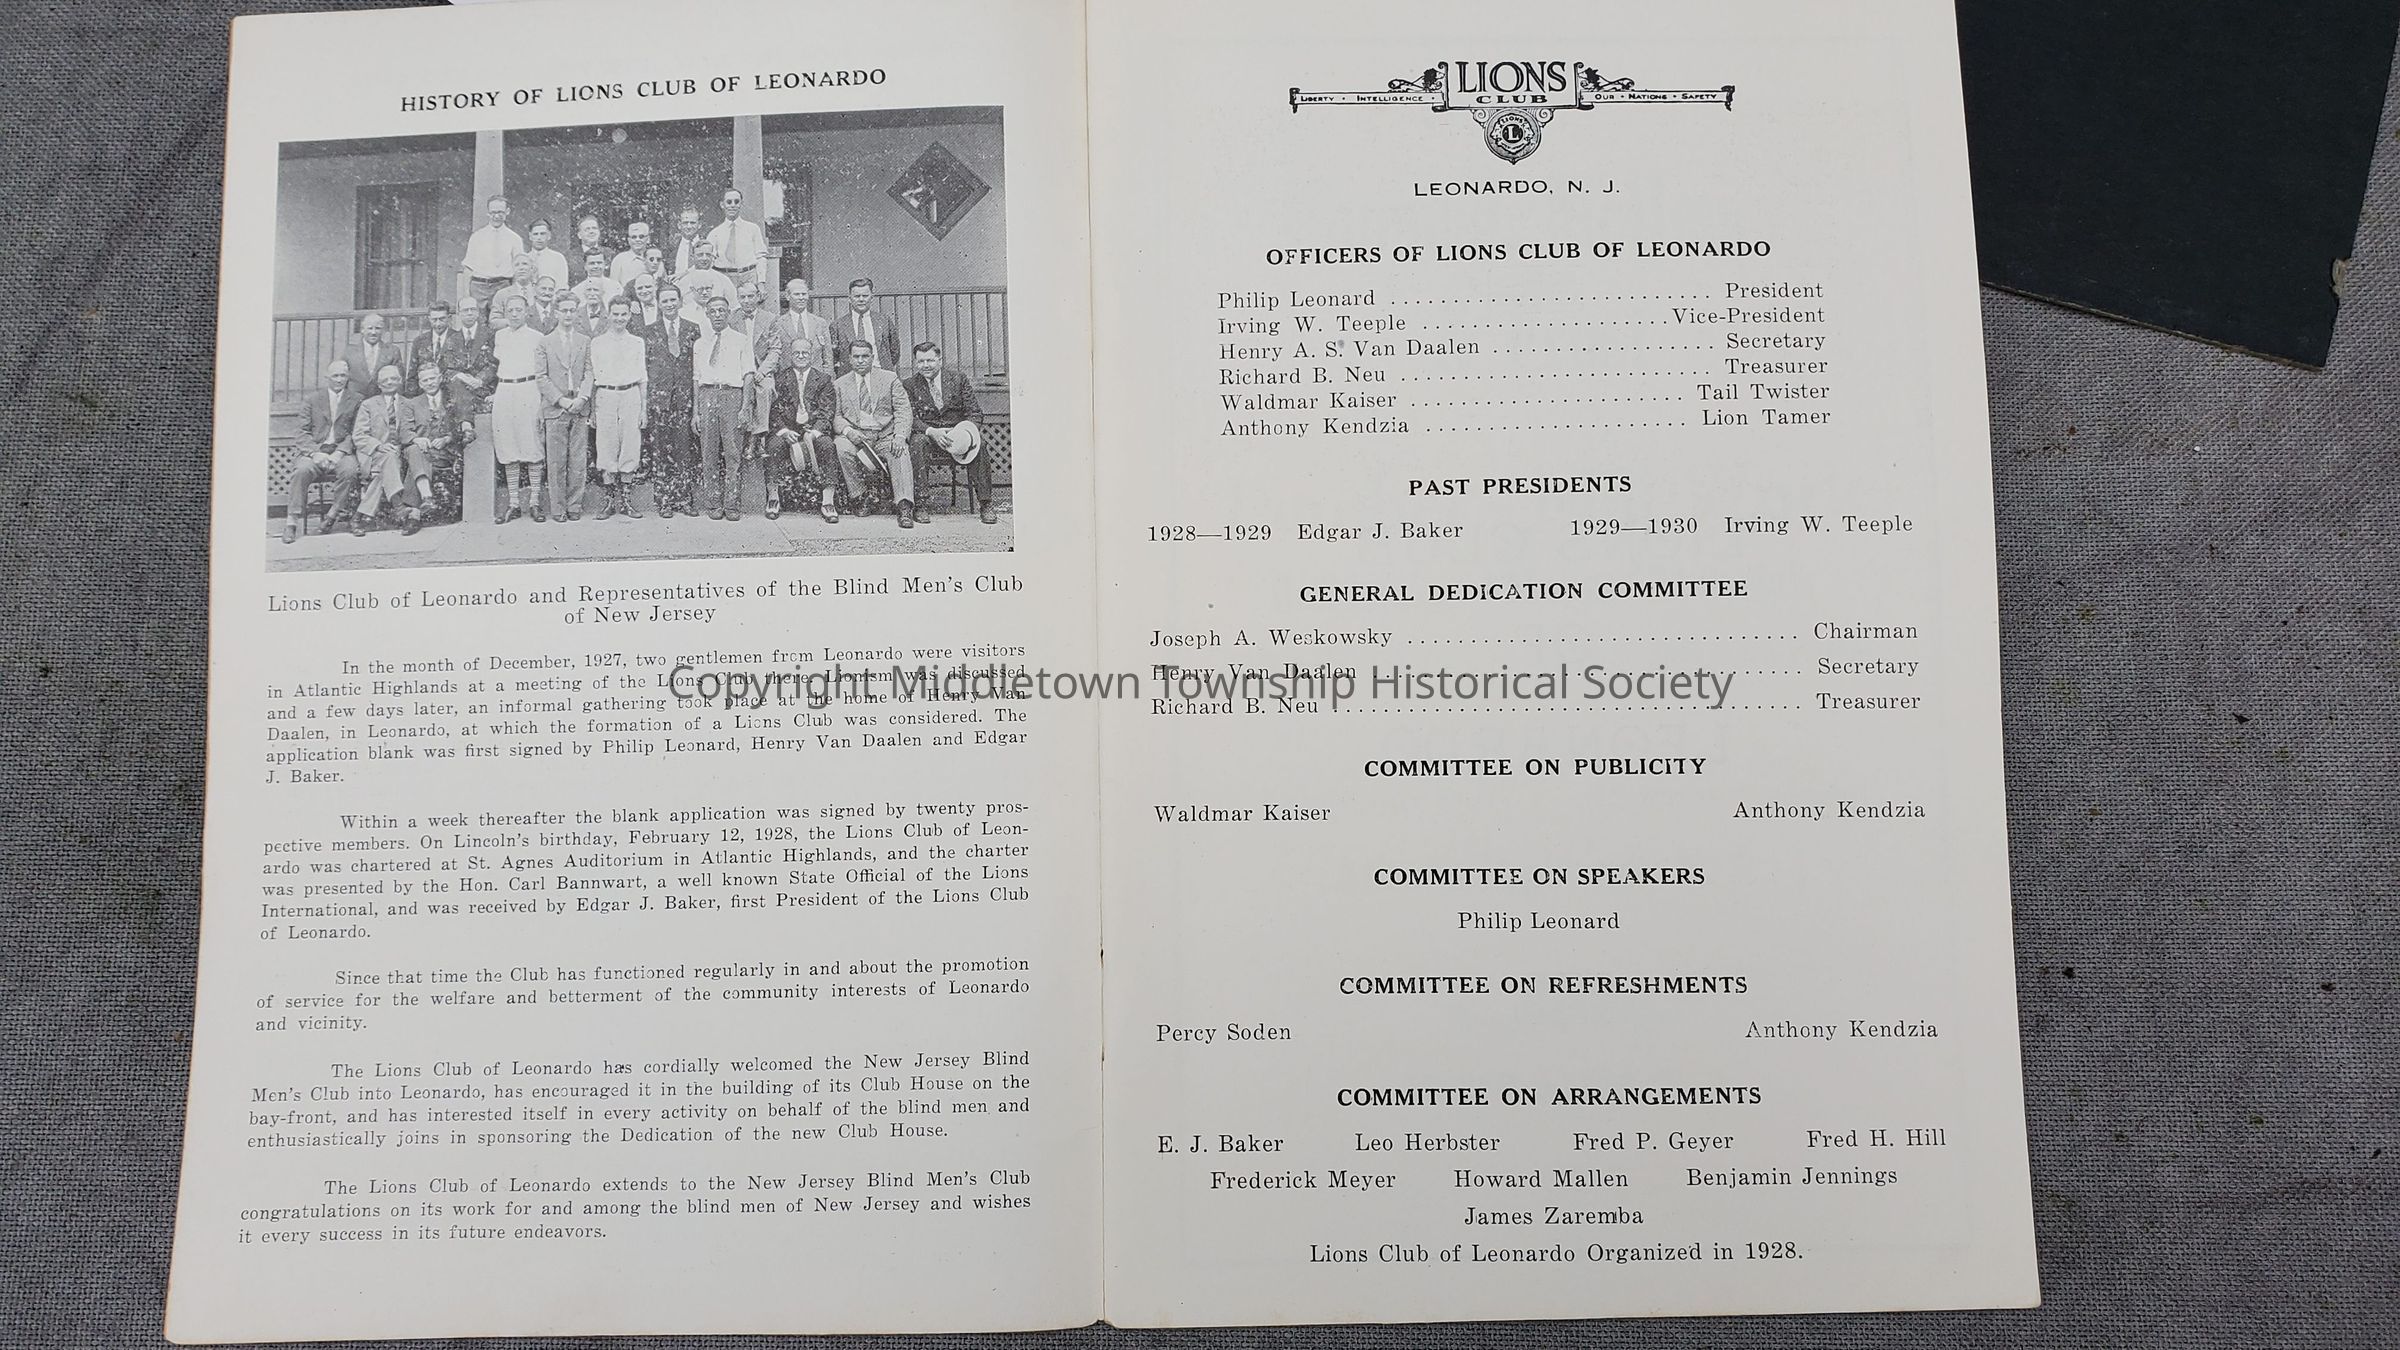 HISTORY OF LIONS CLUB OF LEONARDO
Lions Club of Leonardo and Representatives of the Blind Men's Club
of New Jersey
In the month of December, 1927, two gentlemen from Leonardo were visitors
in Atlantic Highlands at a meeting of the Lions Club there. Lionism was discussed
and a few days later, an informal gathering took place at the home of Henry Van
Daalen, in Leonardo, at which the formation of a Lions Club was considered. The
application blank was first signed by Philip Leonard, Henry Van Daalen and Edgar
J. Baker.
Within a week thereafter the blank application was signed by twenty pros-
pective members. On Lincoln's birthday, February 12, 1928, the Lions Club of Leon-
ardo was chartered at St. Agnes Auditorium in Atlantic Highlands, and the charter
was presented by the Hon. Carl Bannwart, a well known State Official of the Lions
International, and was received by Edgar J. Baker, first President of the Lions Club
of Leonardo.
Since that time the Club has functioned regularly in and about the promotion
of service for the welfare and betterment of the community interests of Leonardo
and vicinity.
The Lions Club of Leonardo has cordially welcomed the New Jersey Blind
Men's Club into Leonardo, has encouraged it in the building of its Club House on the
bay-front, and has interested itself in every activity on behalf of the blind men and
enthusiastically joins in sponsoring the Dedication of the new Club House.
The Lions Club of Leonardo extends to the New Jersey Blind Men's Club
congratulations on its work for and among the blind men of New Jersey and wishes
it every success in its future endeavors.
LIONS
LIBERTY • INTELLIGENCE • CLUB OUR • NATIONS • SAFETY
LIONS
L
LEONARDO, N. J.
OFFICERS OF LIONS CLUB OF LEONARDO
Philip Leonard .......................... President
Irving W. Teeple .................... Vice-President
Henry A. S. Van Daalen .................. Secretary
Richard B. Neu ......................... Treasurer
Waldmar Kaiser ...................... Tail Twister
Anthony Kendzia ..................... Lion Tamer
PAST PRESIDENTS
1928—1929 Edgar J. Baker 1929—1930 Irving W. Teeple
GENERAL DEDICATION COMMITTEE
Joseph A. Weskowsky ................................ Chairman
Henry Van Daalen ................................... Secretary
Richard B. Neu ...................................... Treasurer
COMMITTEE ON PUBLICITY
Waldmar Kaiser Anthony Kendzia
COMMITTEE ON SPEAKERS
Philip Leonard
COMMITTEE ON REFRESHMENTS
Percy Soden Anthony Kendzia
COMMITTEE ON ARRANGEMENTS
E. J. Baker Leo Herbster Fred P. Geyer Fred H. Hill
Frederick Meyer Howard Mallen Benjamin Jennings
James Zaremba
Lions Club of Leonardo Organized in 1928.
Copyright Middletown Township Historical Society